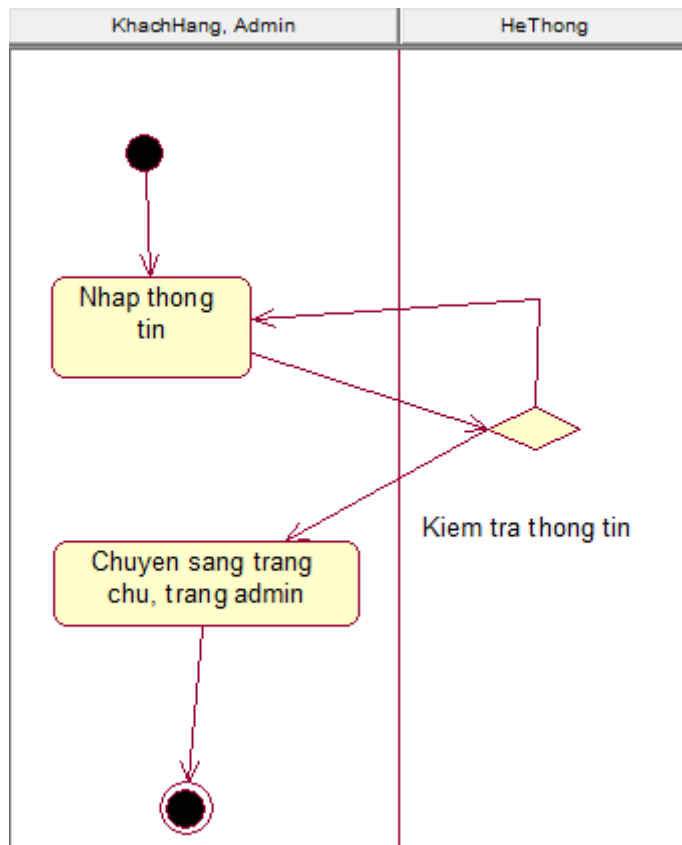 KhachHang, Admin
HeThong
Nhap thong
tin
Kiem tra thong tin
Chuyen sang trang
chu, trang admin